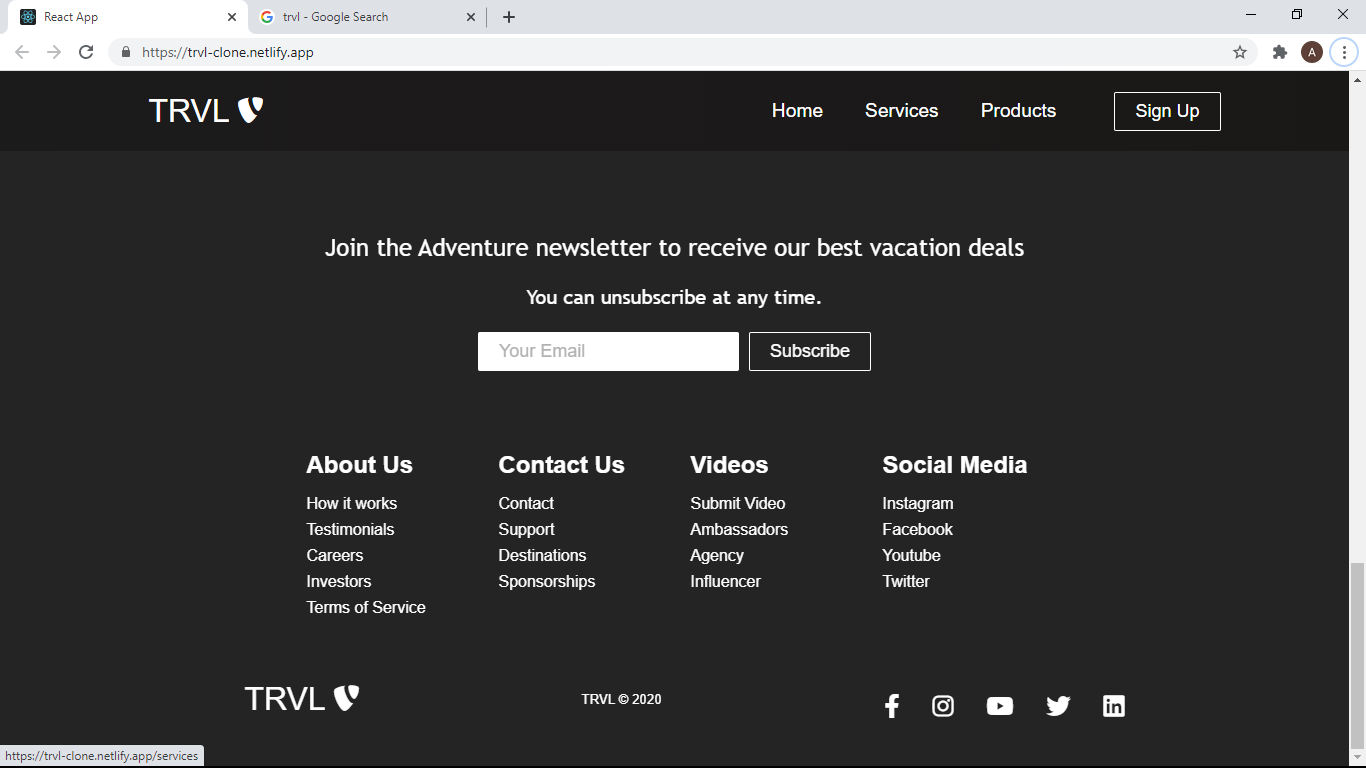 React App
trvl - Google Search
https://trvl-clone.netlify.app
A
TRVL
Home
Services
Products
Sign Up
Join the Adventure newsletter to receive our best vacation deals
You can unsubscribe at any time.
Your Email
Subscribe
About Us
How it works
Testimonials
Careers
Investors
Terms of Service
Contact Us
Contact
Support
Destinations
Sponsorships
Videos
Submit Video
Ambassadors
Agency
Influencer
Social Media
Instagram
Facebook
Youtube
Twitter
TRVL
TRVL © 2020
https://trvl-clone.netlify.app/services